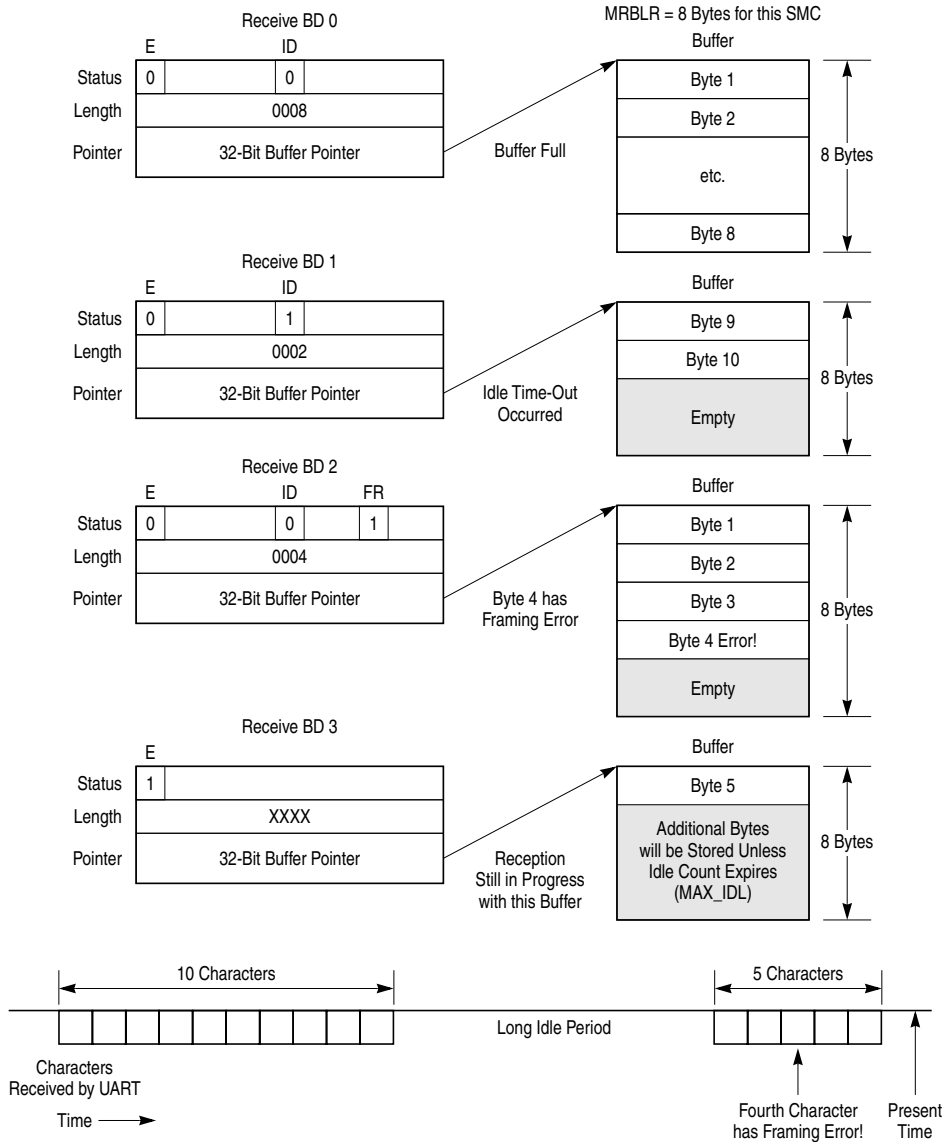 Receive BD 0
MRBLR = 8 Bytes for this SMC
E
ID
Buffer
Status
0
0
Byte 1
Length
0008
Byte 2
Pointer
32-Bit Buffer Pointer
Buffer Full
etc.
8 Bytes
Byte 8
Receive BD 1
E
ID
Buffer
Status
0
1
Byte 9
Length
0002
Byte 10
Pointer
32-Bit Buffer Pointer
Idle Time-Out
Occurred
Empty
8 Bytes
Receive BD 2
E
ID
FR
Buffer
Status
0
0
1
Byte 1
Length
0004
Byte 2
Pointer
32-Bit Buffer Pointer
Byte 4 has
Framing Error
Byte 3
Byte 4 Error!
Empty
8 Bytes
Receive BD 3
E
Buffer
Status
1
Byte 5
Length
XXXX
Pointer
32-Bit Buffer Pointer
Reception
Still in Progress
with this Buffer
Additional Bytes
will be Stored Unless
Idle Count Expires
(MAX_IDL)
8 Bytes
10 Characters
5 Characters
Long Idle Period
Characters
Received by UART
Time
Fourth Character
has Framing Error!
Present
Time